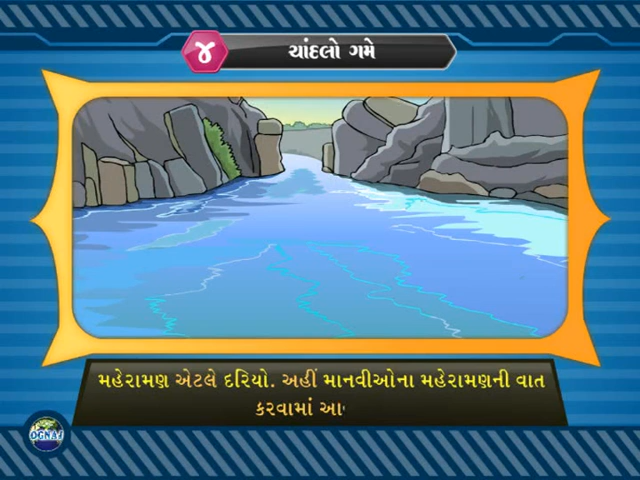 ૪ ચાંદલો ગમે
મહેરામણ એટલે દરિયો. અહીં માનવીઓના મહેરામણની વાત
કરવામાં આ